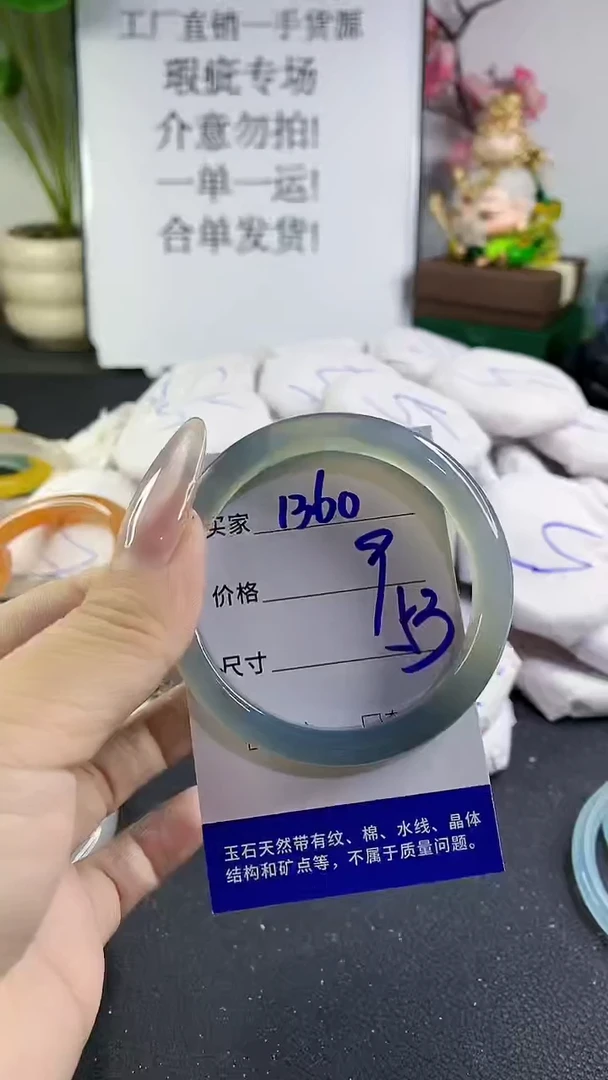 工厂直销一手货源
瑕疵专场
介意勿拍!
一单一运!
合单发货!
买家 1360
价格
尺寸 53
玉石天然带有纹、棉、水线、晶体
结构和矿点等，不属于质量问题。